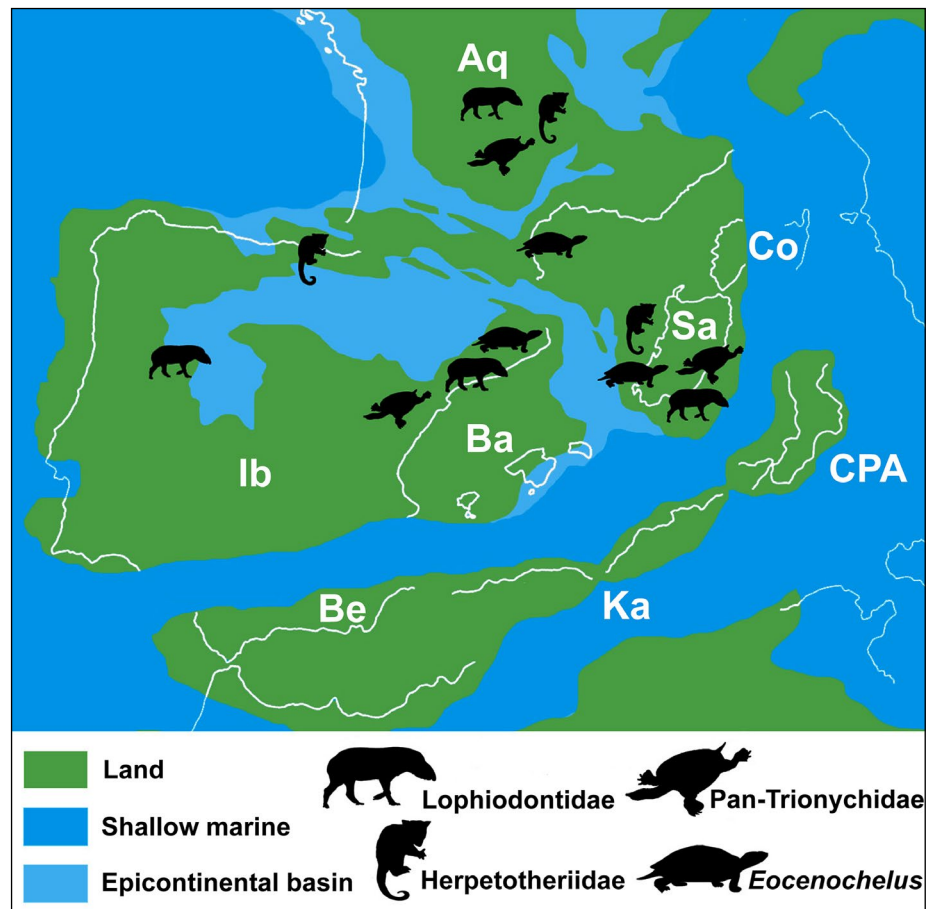 Aq
Co
Sa
Ba
Ib
CPA
Be
Ka
Land
Lophiodontidae
Pan-Trionychidae
Shallow marine
Epicontinental basin
Herpetotheriidae
Eocenochelus